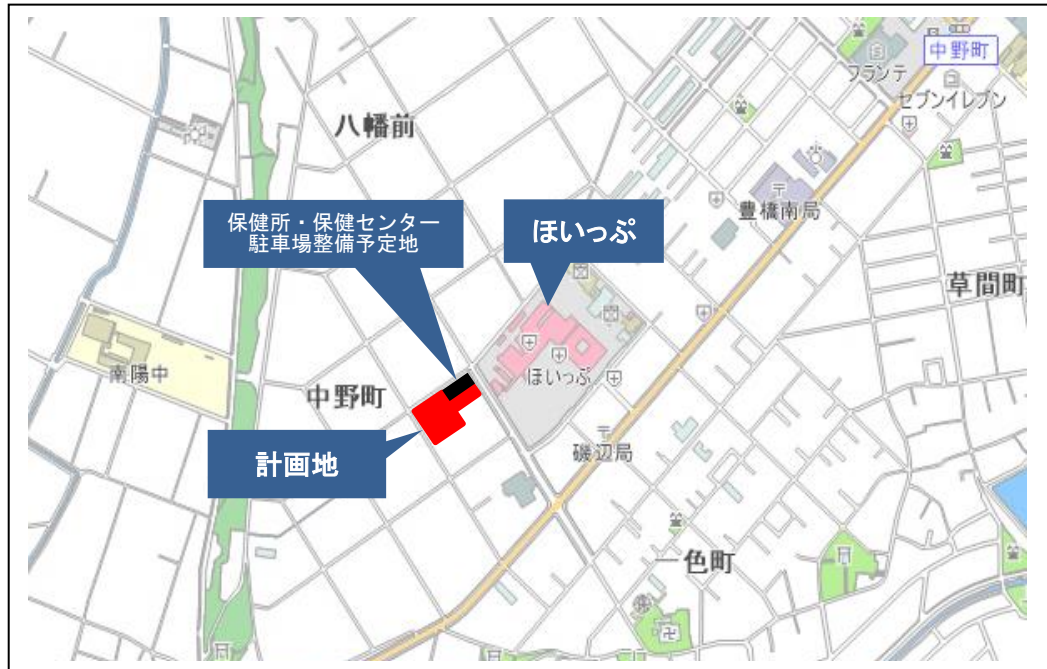 中野町
フランテ
セブンイレブン
八幡前
保健所・保健センター
駐車場整備予定地
ほいっぷ
豊橋南局
草間町
南陽中
ほいっぷ
中野町
計画地
磯辺局
一色町